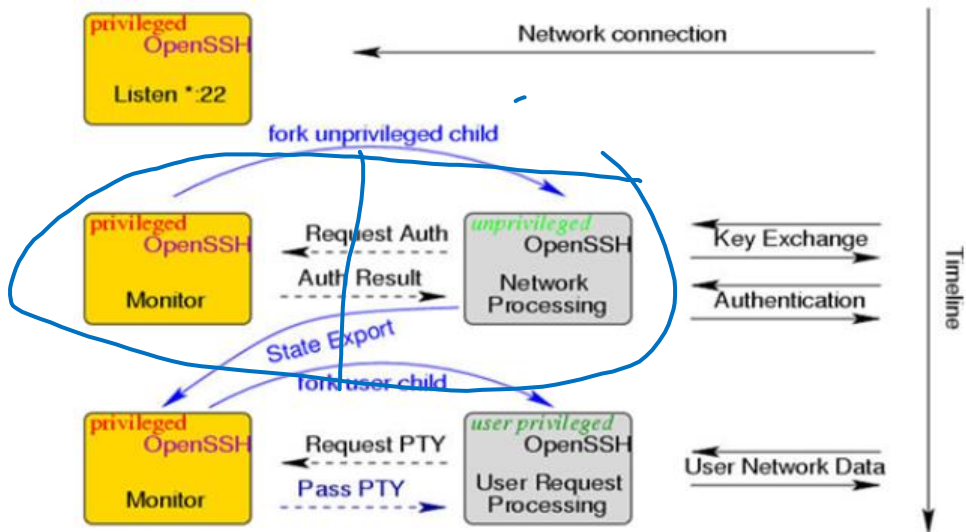 privileged
OpenSSH
Listen *:22
Network connection
fork unprivileged child
privileged
OpenSSH
Monitor
Request Auth
Auth Result
unprivileged
OpenSSH
Network
Processing
Key Exchange
Authentication
Timeline
State Export
fork user child
privileged
OpenSSH
Monitor
Request PTY
Pass PTY
user privileged
OpenSSH
User Request
Processing
User Network Data